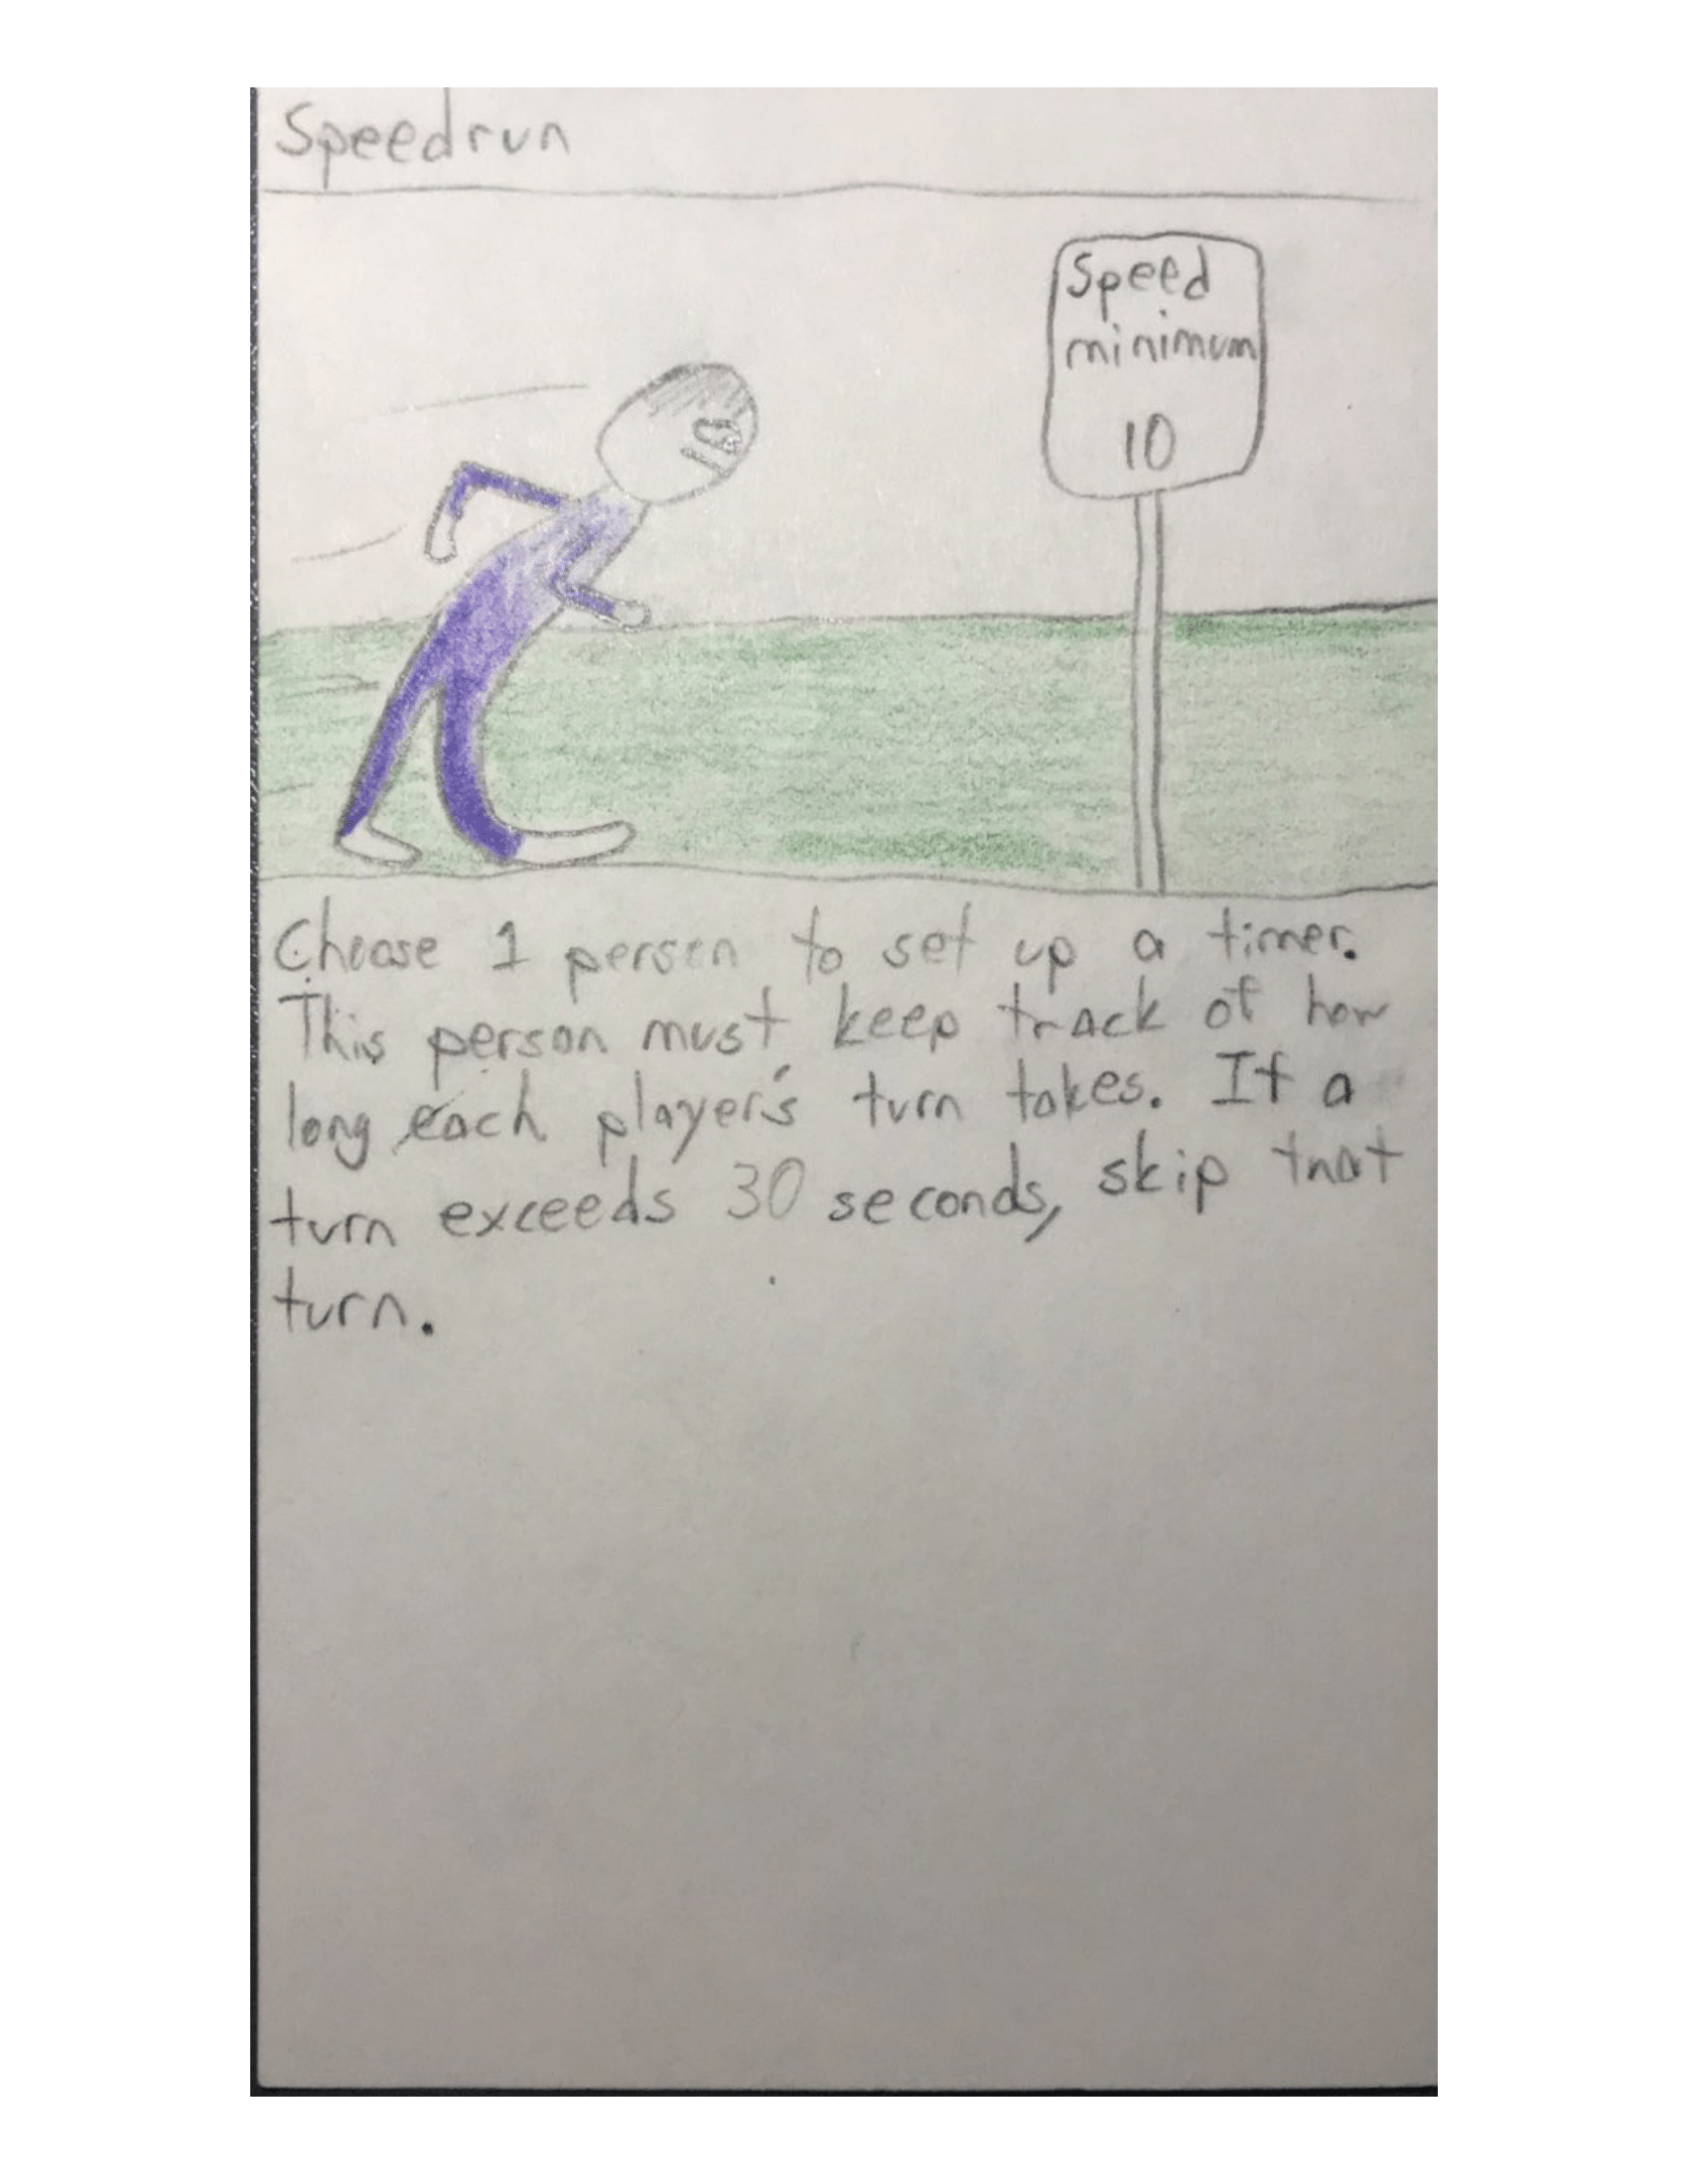 Speedrun
Speed
minimum
10
Choose 1 person to set up a timer.
This person must keep track of how
long each player's turn takes. If a
turn exceeds 30 seconds, skip that
turn.